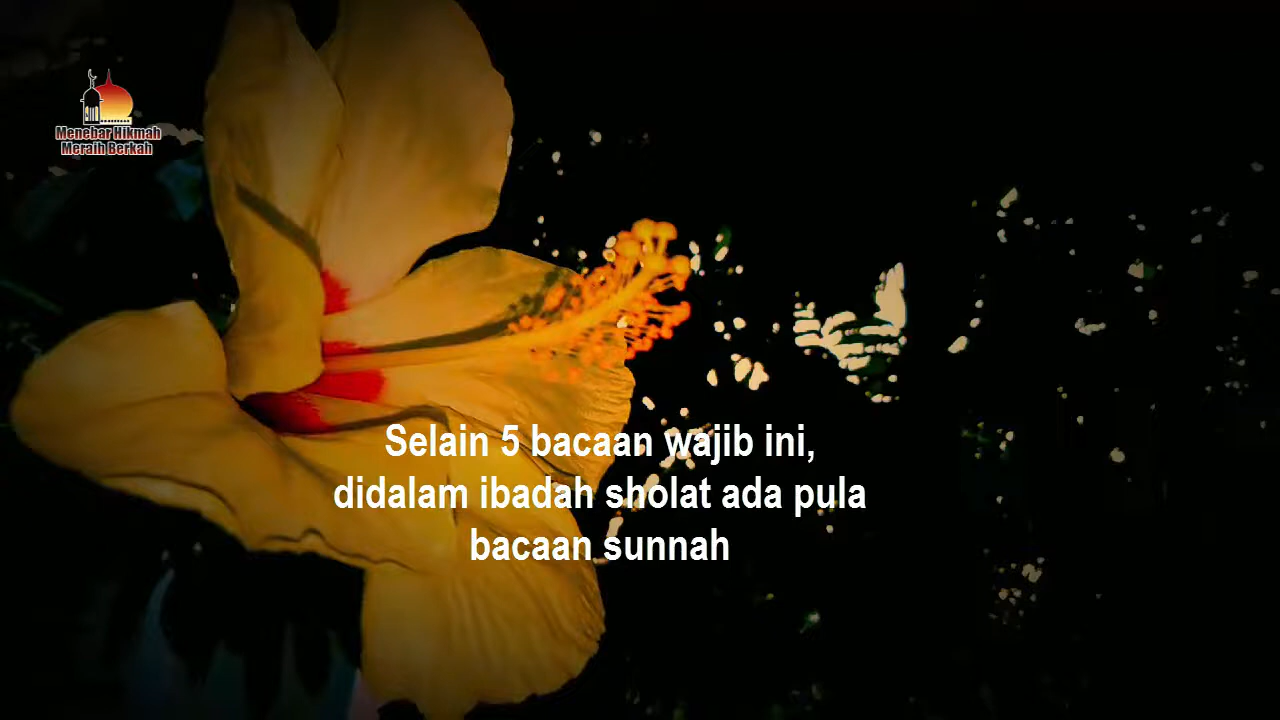 Menebar Hikmah
Meraih Berkah
Selain 5 bacaan wajib ini,
didalam ibadah sholat ada pula
bacaan sunnah